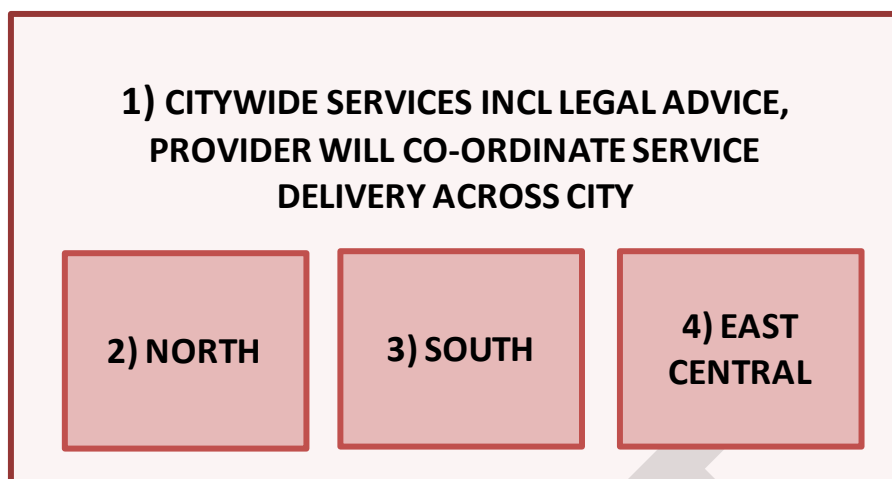 1) CITYWIDE SERVICES INCL LEGAL ADVICE,
PROVIDER WILL CO-ORDINATE SERVICE
DELIVERY ACROSS CITY
2) NORTH
3) SOUTH
4) EAST
CENTRAL